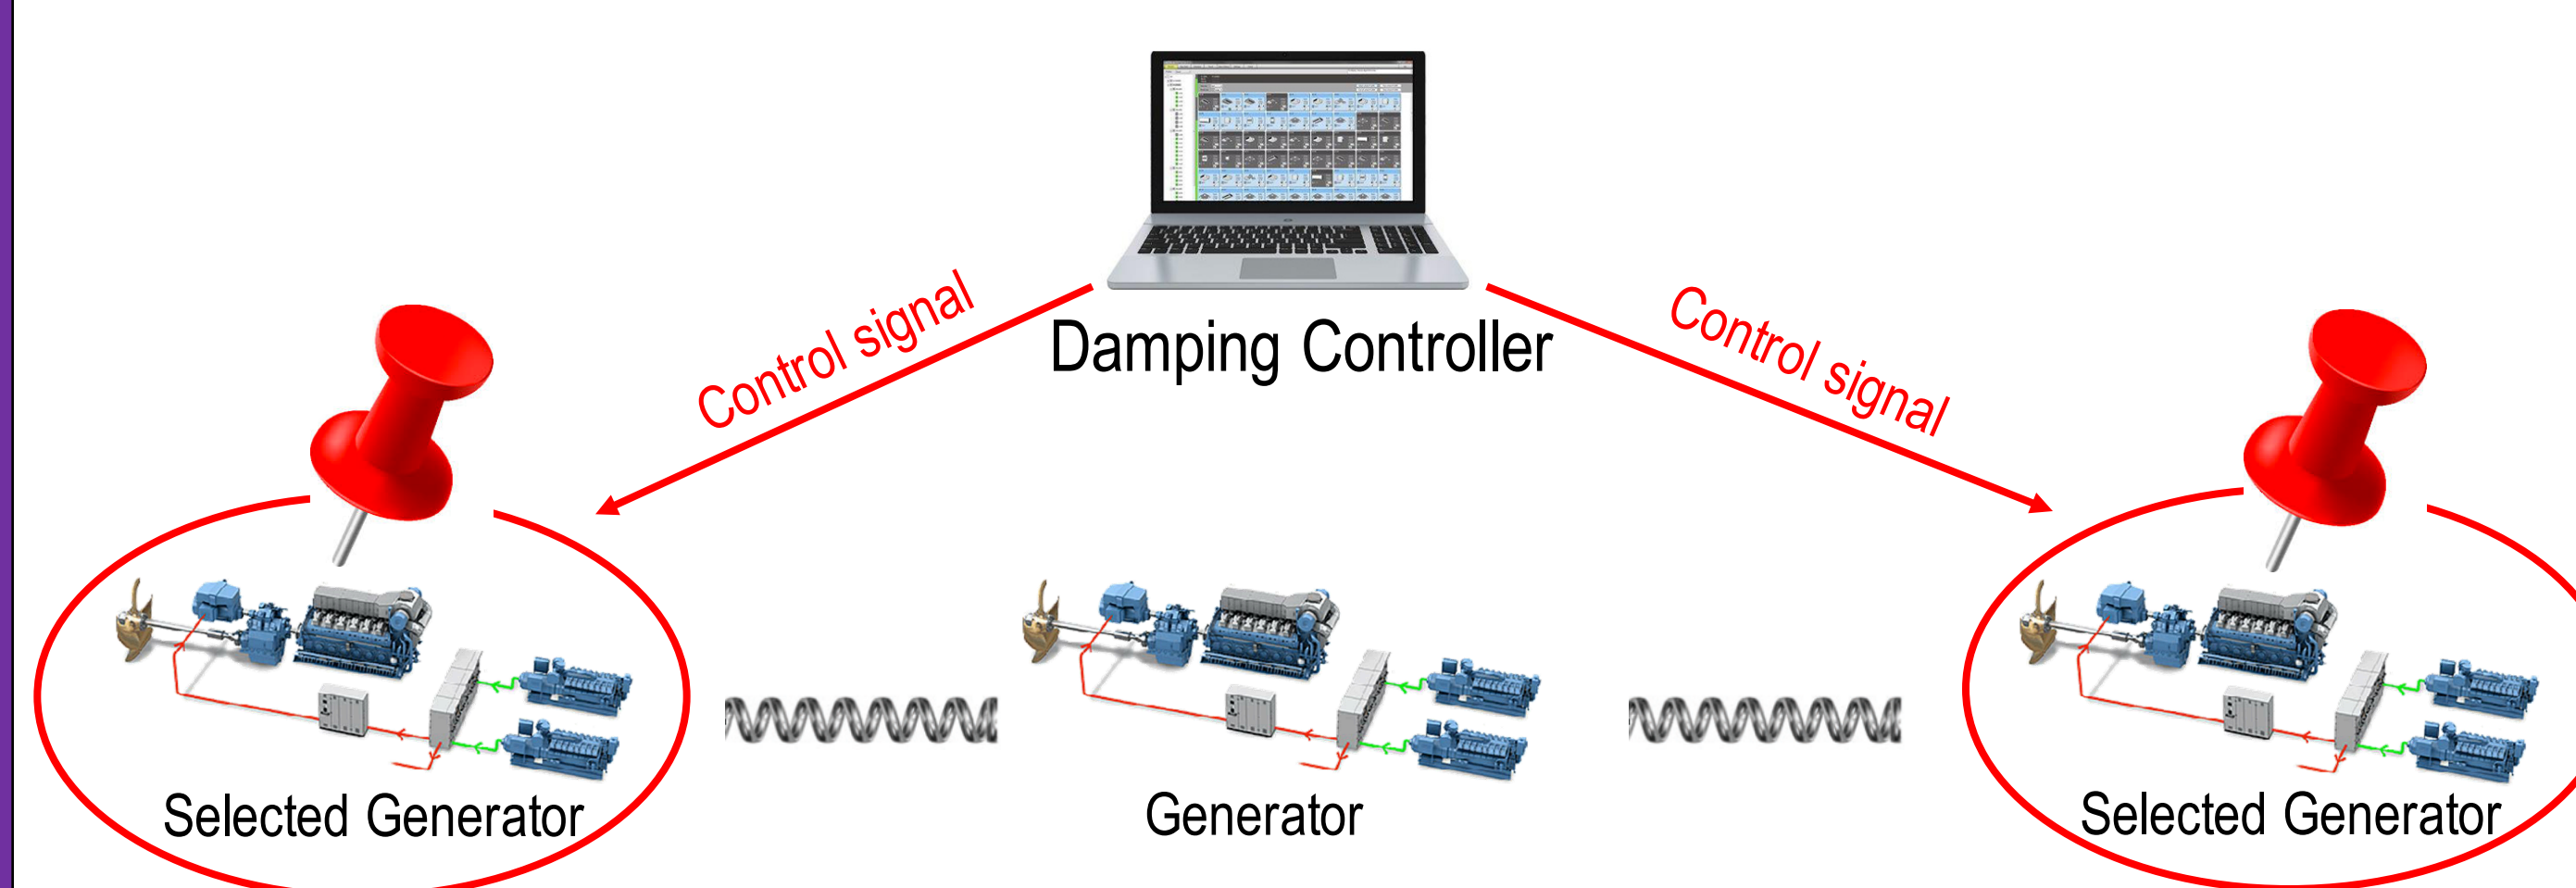 Damping Controller
Control signal
Control signal
Selected Generator
Generator
Selected Generator